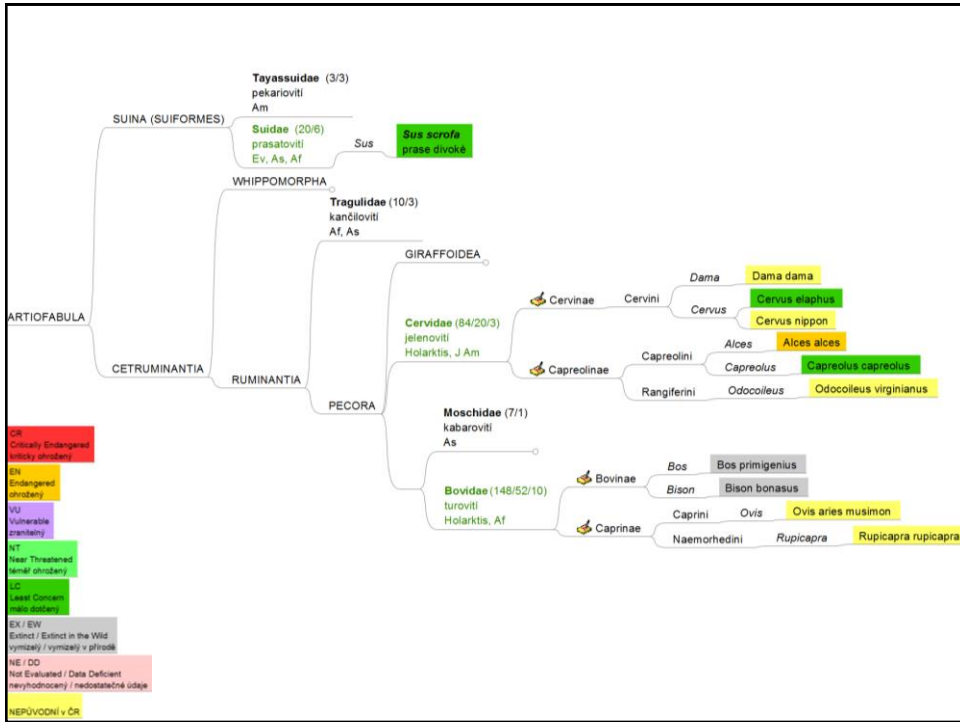 Tayassuidae (3/3)
pekariovití
Am
SUINA (SUIFORMES)
Suidae (20/6)
prasatovití
Ev, As, Af
Sus
Sus scrofa
prase divoké
WHIPPOMORPHA
Tragulidae (10/3)
kančilovití
Af, As
GIRAFFOIDEA
ARTIOFABULA
Cervidae (84/20/3)
jelenovití
Holarktis, J Am
Cervinae
Cervini
Dama
Dama dama
Cervus
Cervus elaphus
Cervus nippon
Capreolinae
Capreolini
Alces
Alces alces
Capreolus
Capreolus capreolus
Rangiferini
Odocoileus
Odocoileus virginianus
CETRUMINANTIA
RUMINANTIA
PECORA
Moschidae (7/1)
kabarovití
As
Bovidae (148/52/10)
turovití
Holarktis, Af
Bovinae
Bos
Bos primigenius
Bison
Bison bonasus
Caprinae
Caprini
Ovis
Ovis aries musimon
Naemorhedini
Rupicapra
Rupicapra rupicapra
CR
Critically Endangered
kriticky ohrožený
EN
Endangered
ohrožený
VU
Vulnerable
zranitelný
NT
Near Threatened
téměř ohrožený
LC
Least Concern
málo dotčený
EX / EW
Extinct / Extinct in the Wild
vymizelý / vymizelý v přírodě
NE / DD
Not Evaluated / Data Deficient
nevyhodnocený / nedostatečné údaje
NEPŮVODNÍ v ČR